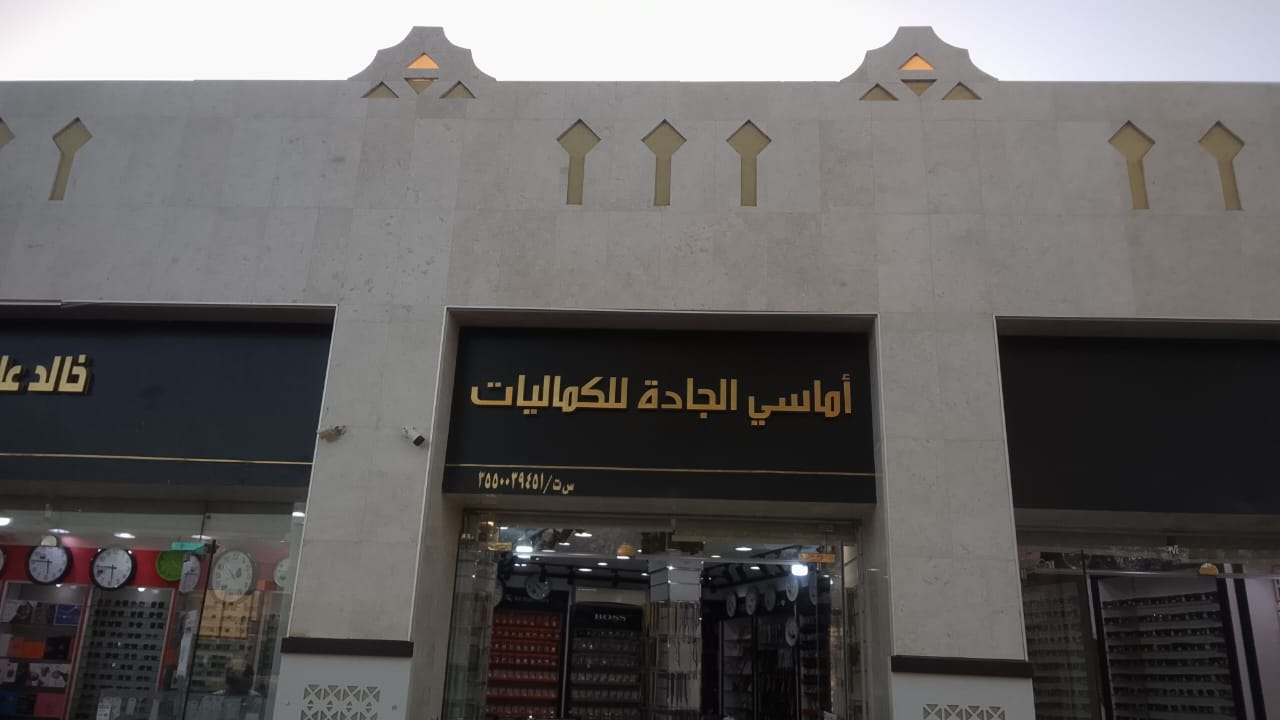 أماسي الجادة للكماليات
س ت/٣٥٥٠٠٣٩٤٥١
خالد
BOSS